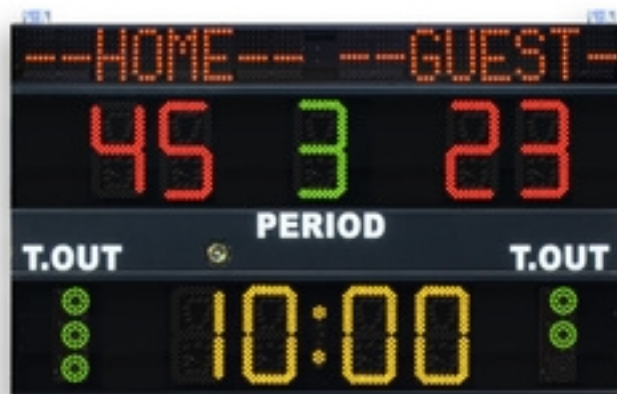 --HOME-- --GUEST-
45 3 23
PERIOD
T.OUT T.OUT
10:00